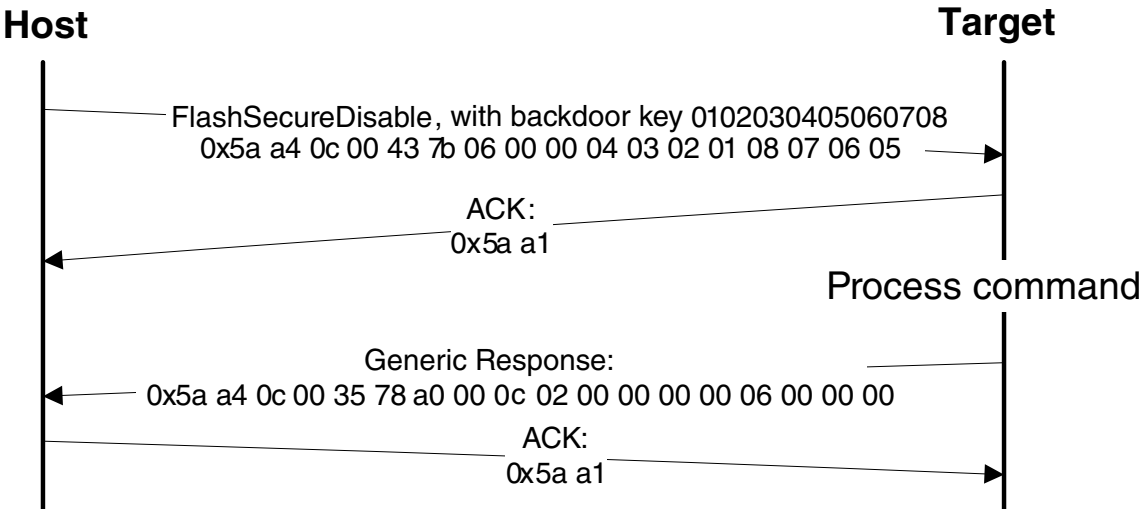 Host
Target
FlashSecureDisable, with backdoor key 0102030405060708
0x5a a4 0c 00 43 7b 06 00 00 04 03 02 01 08 07 06 05
ACK:
0x5a a1
Process command
Generic Response:
0x5a a4 0c 00 35 78 a0 00 0c 02 00 00 00 00 06 00 00 00
ACK:
0x5a a1